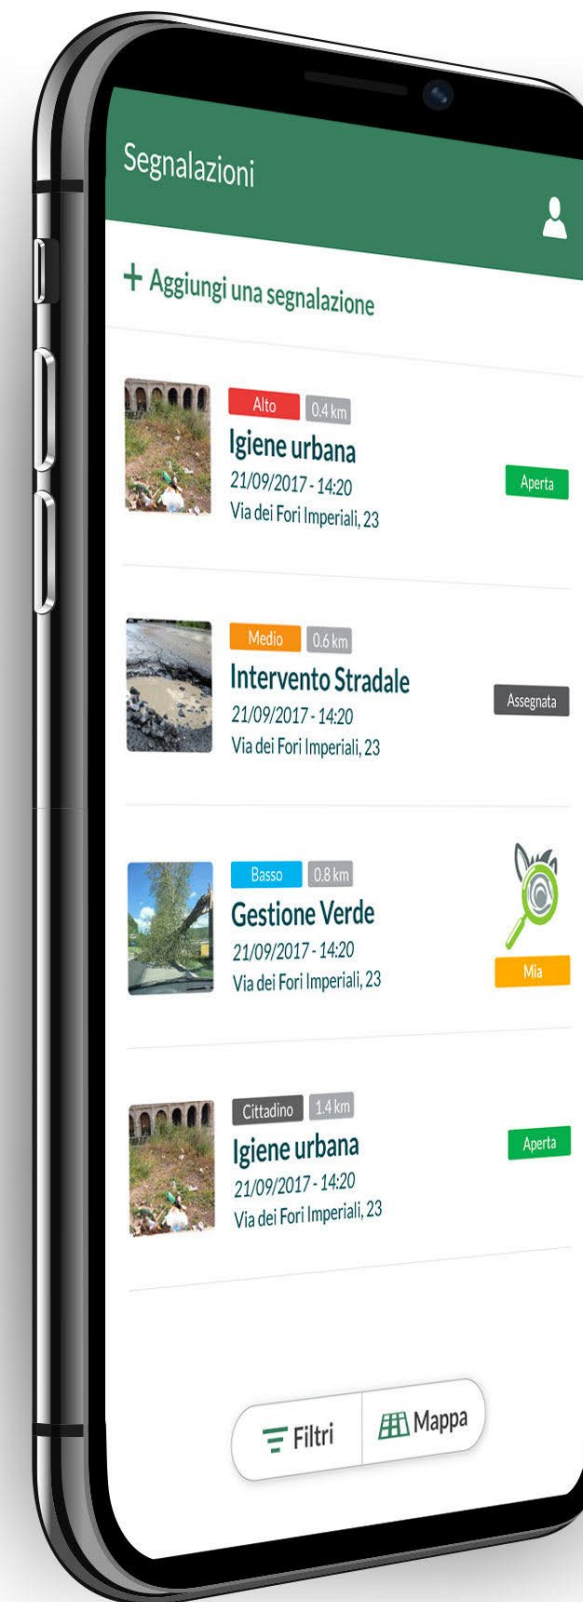 Segnalazioni
+ Aggiungi una segnalazione
Alto 0.4 km
Igiene urbana
21/09/2017 - 14:20
Via dei Fori Imperiali, 23
Aperta
Medio 0.6 km
Intervento Stradale
21/09/2017 - 14:20
Via dei Fori Imperiali, 23
Assegnata
Basso 0.8 km
Gestione Verde
21/09/2017 - 14:20
Via dei Fori Imperiali, 23
Mia
Cittadino 1.4 km
Igiene urbana
21/09/2017 - 14:20
Via dei Fori Imperiali, 23
Aperta
Filtri Mappa